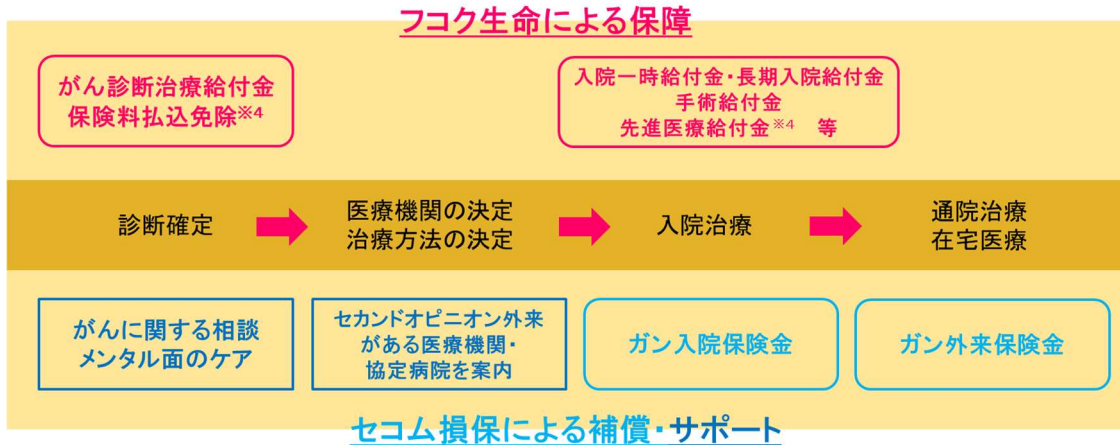 フコク生命による保障
がん診断治療給付金
保険料払込免除※4
入院一時給付金・長期入院給付金
手術給付金
先進医療給付金※4 等
診断確定
医療機関の決定
治療方法の決定
入院治療
通院治療
在宅医療
がんに関する相談
メンタル面のケア
セカンドオピニオン外来
がある医療機関・
協定病院を案内
ガン入院保険金
ガン外来保険金
セコム損保による補償・サポート